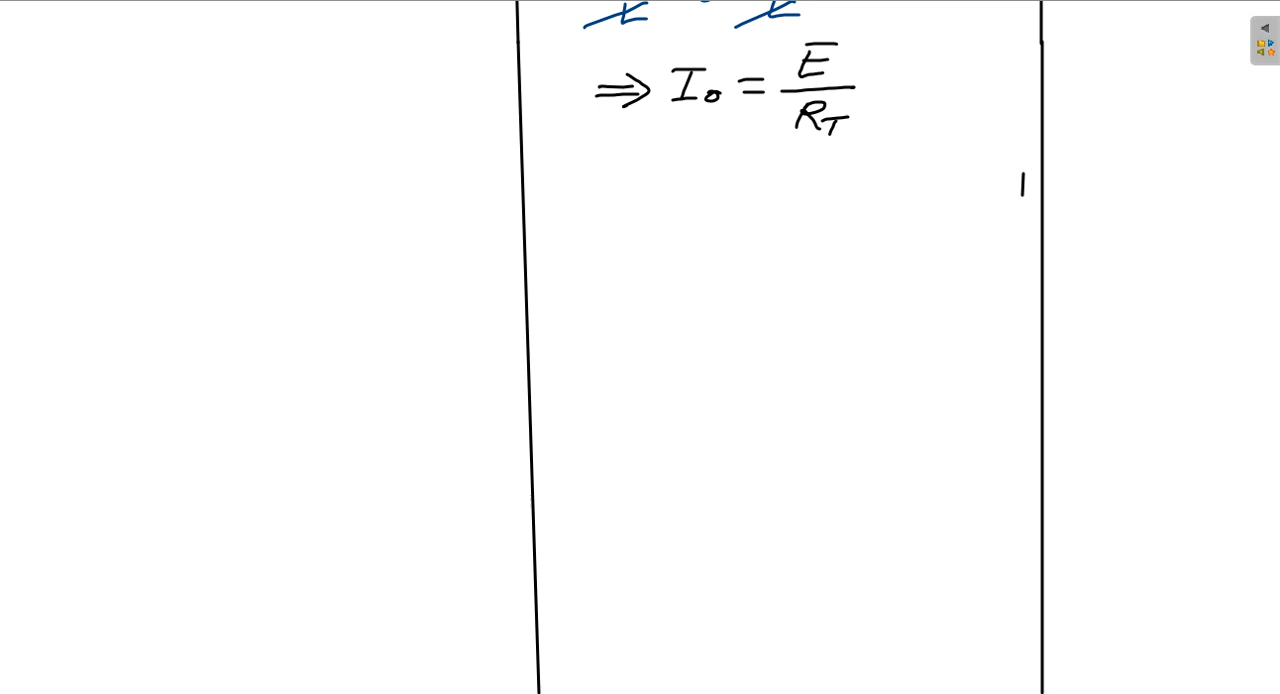 ⇒ I₀ = E / R_T